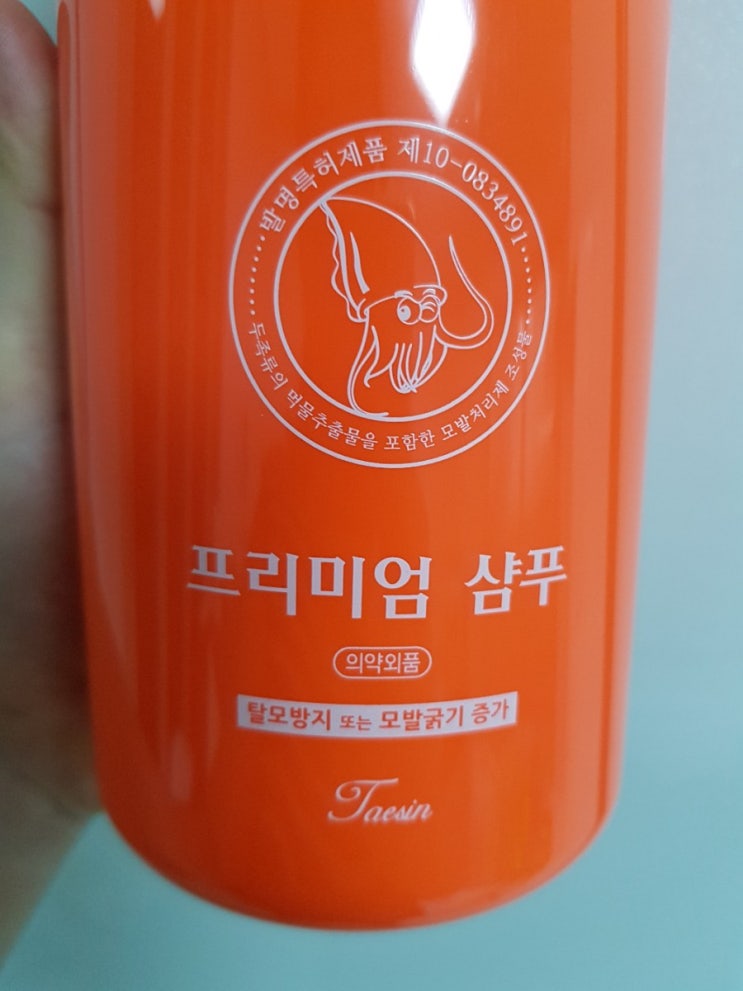 발명특허제품 제10-0834891
두족류의 먹물추출물을 포함한 모발처리제 조성물
프리미엄 샴푸
의약외품
탈모방지 또는 모발굵기 증가
Taesin